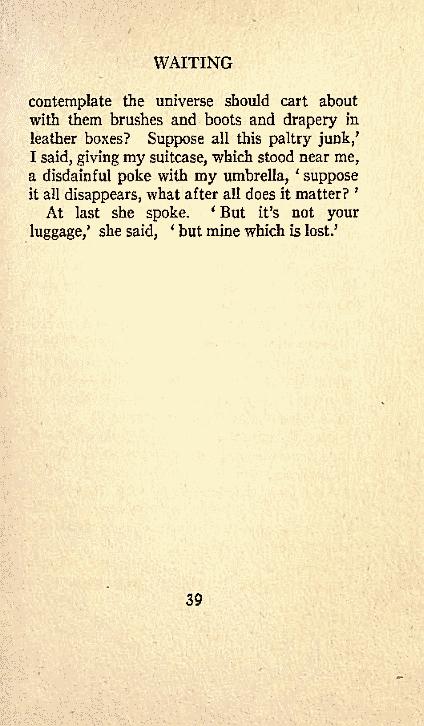 WAITING
contemplate the universe should cart about
with them brushes and boots and drapery in
leather boxes? Suppose all this paltry junk,’
I said, giving my suitcase, which stood near me,
a disdainful poke with my umbrella, ‘ suppose
it all disappears, what after all does it matter? ’
At last she spoke. ‘ But it’s not your
luggage,’ she said, ‘ but mine which is lost.’
39